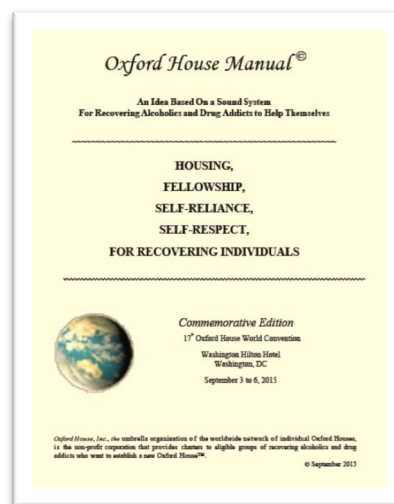 Oxford House Manual©
An Idea Based On a Sound System
For Recovering Alcoholics and Drug Addicts to Help Themselves
HOUSING,
FELLOWSHIP,
SELF-RELIANCE,
SELF-RESPECT,
FOR RECOVERING INDIVIDUALS
Commemorative Edition
17th Oxford House World Convention
Washington Hilton Hotel
Washington, DC
September 3 to 6, 2015
Oxford House, Inc., the umbrella organization of the worldwide network of individual Oxford Houses,
is the non-profit corporation that provides charters to eligible groups of recovering alcoholics and drug
addicts who want to establish a new Oxford House™.
© September 2015